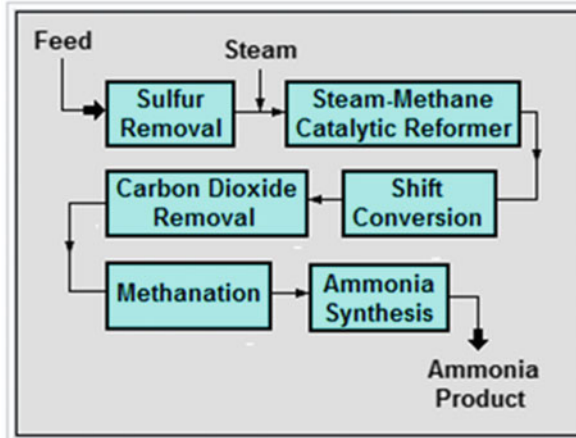 Feed
Steam
Sulfur
Removal
Steam-Methane
Catalytic Reformer
Carbon Dioxide
Removal
Shift
Conversion
Methanation
Ammonia
Synthesis
Ammonia
Product